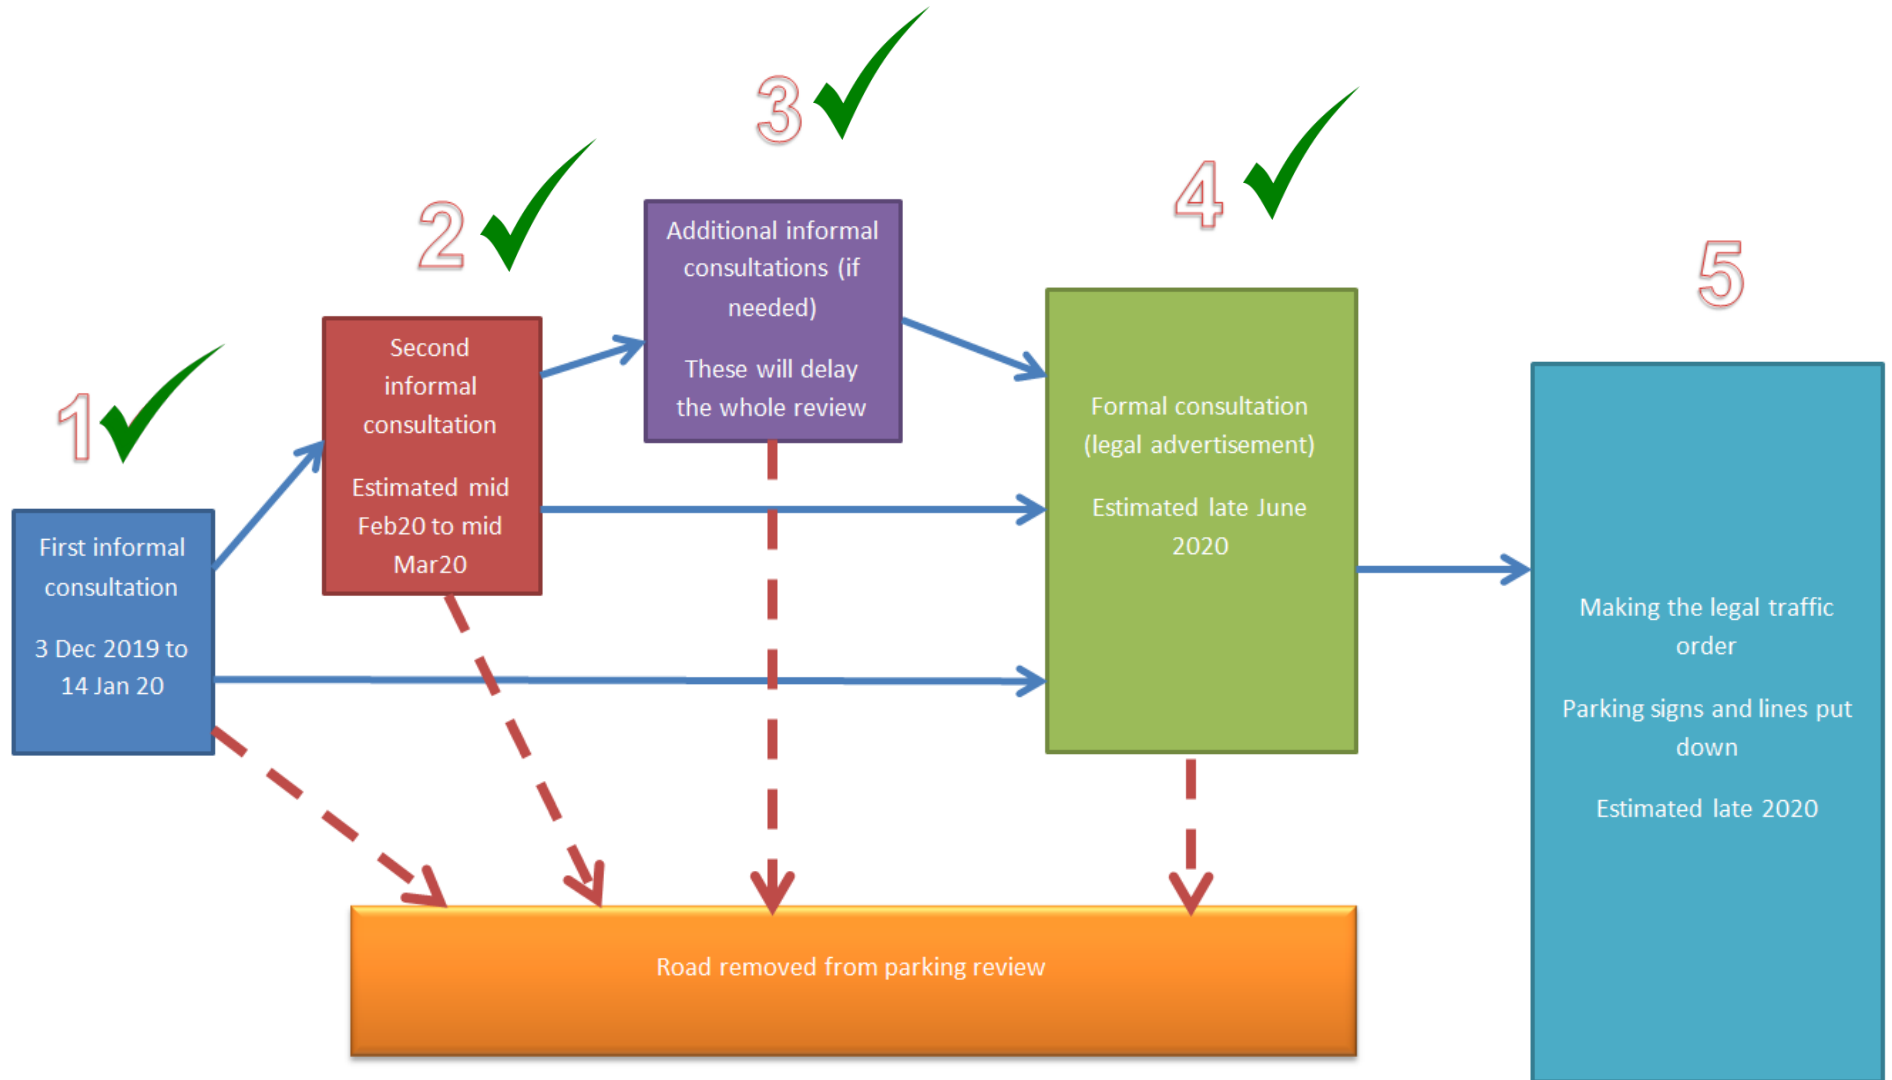 1
First informal
consultation
3 Dec 2019 to
14 Jan 20
2
Second
informal
consultation
Estimated mid
Feb20 to mid
Mar20
3
Additional informal
consultations (if
needed)
These will delay
the whole review
4
Formal consultation
(legal advertisement)
Estimated late June
2020
5
Making the legal traffic
order
Parking signs and lines put
down
Estimated late 2020
Road removed from parking review